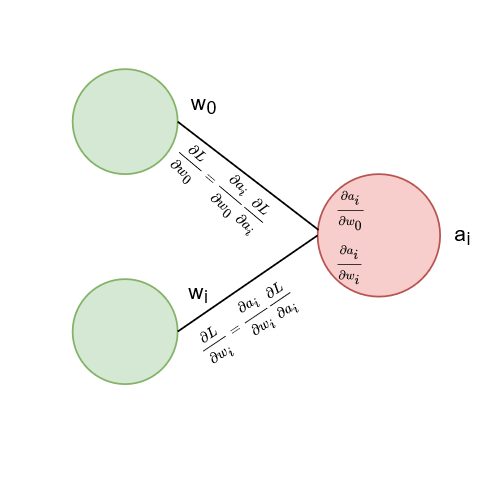 w₀
∂L/∂w₀ = ∂aᵢ/∂w₀ ∂L/∂aᵢ
∂aᵢ/∂w₀
∂aᵢ/∂wᵢ
aᵢ
wᵢ
∂L/∂wᵢ = ∂aᵢ/∂wᵢ ∂L/∂aᵢ